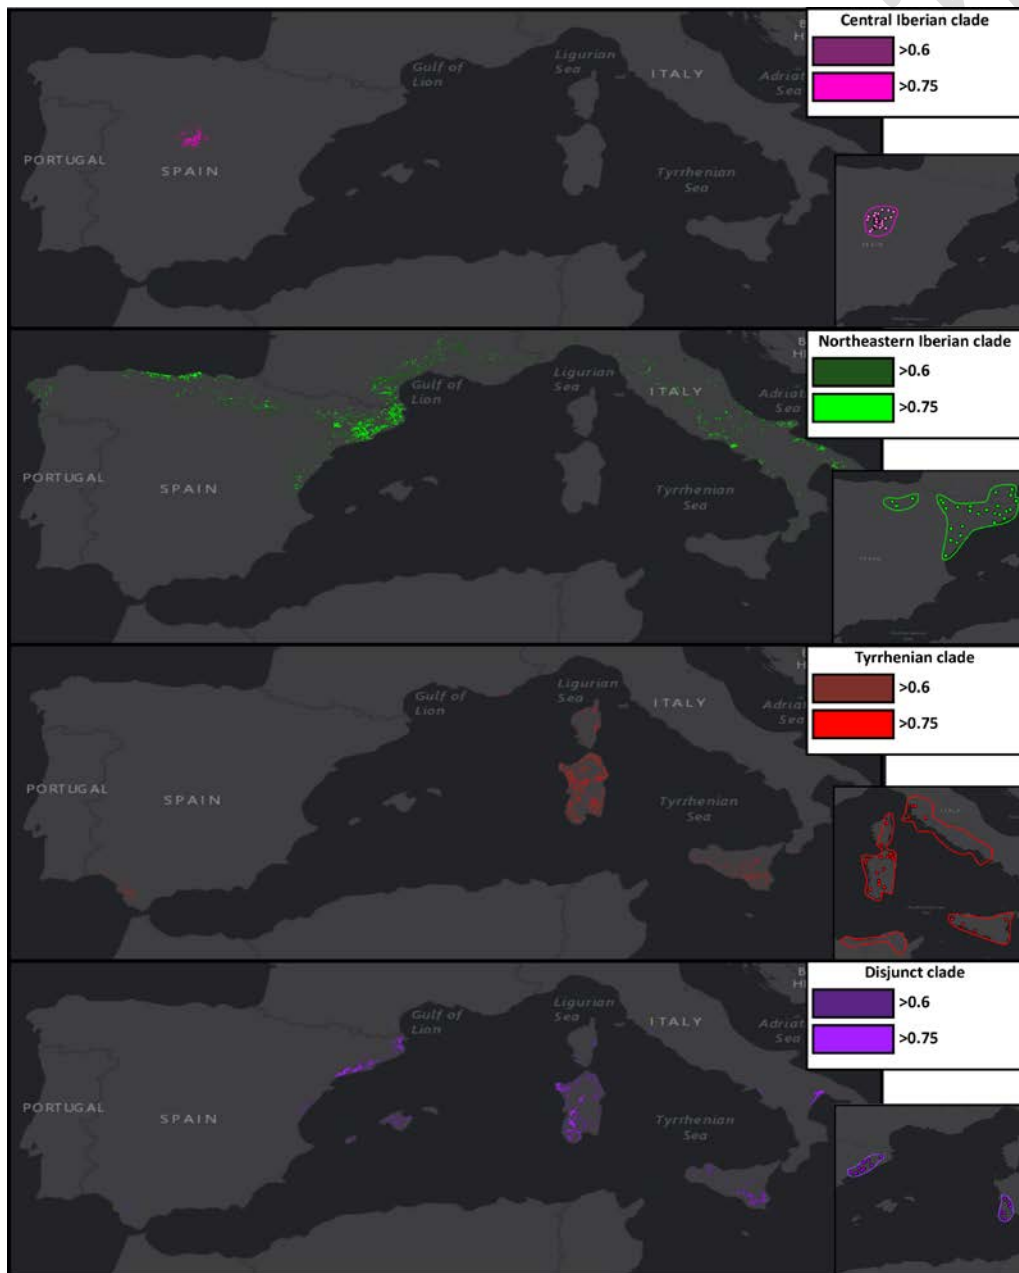 Central Iberian clade
>0.6
>0.75
Gulf of
Lion
Ligurian
Sea
ITALY
Adriat
Sea
PORTUGAL
SPAIN
Tyrrhenian
Sea
Northeastern Iberian clade
>0.6
>0.75
Gulf of
Lion
Ligurian
Sea
ITALY
Adriat
Sea
PORTUGAL
SPAIN
Tyrrhenian
Sea
Tyrrhenian clade
>0.6
>0.75
Gulf of
Lion
Ligurian
Sea
ITALY
Adriat
Sea
PORTUGAL
SPAIN
Tyrrhenian
Sea
Disjunct clade
>0.6
>0.75
Gulf of
Lion
Ligurian
Sea
ITALY
Adriat
Sea
PORTUGAL
SPAIN
Tyrrhenian
Sea